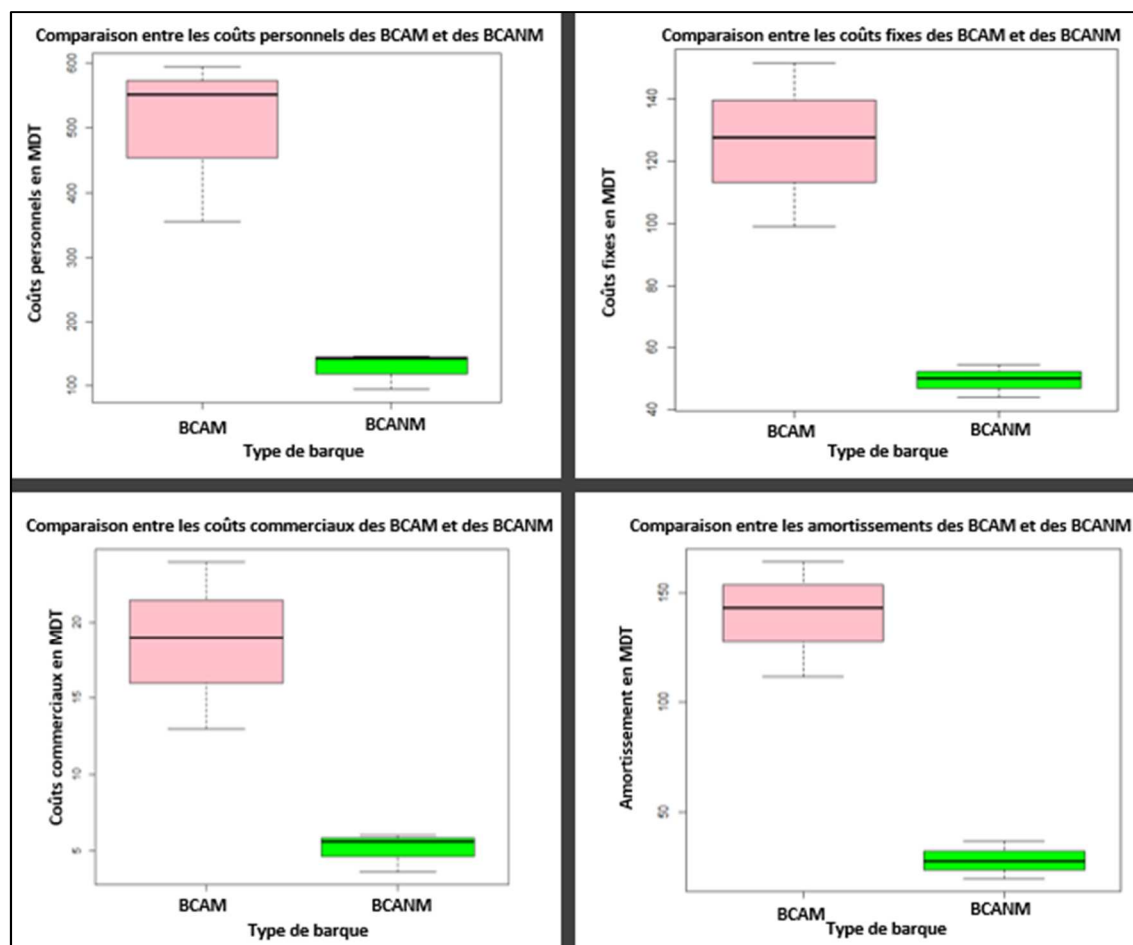 Comparaison entre les coûts personnels des BCAM et des BCANM
Coûts personnels en MDT
600
500
400
300
200
100
BCAM
BCANM
Type de barque
Comparaison entre les coûts fixes des BCAM et des BCANM
Coûts fixes en MDT
140
120
100
80
60
40
BCAM
BCANM
Type de barque
Comparaison entre les coûts commerciaux des BCAM et des BCANM
Coûts commerciaux en MDT
20
15
10
5
BCAM
BCANM
Type de barque
Comparaison entre les amortissements des BCAM et des BCANM
Amortissement en MDT
150
100
50
BCAM
BCANM
Type de barque